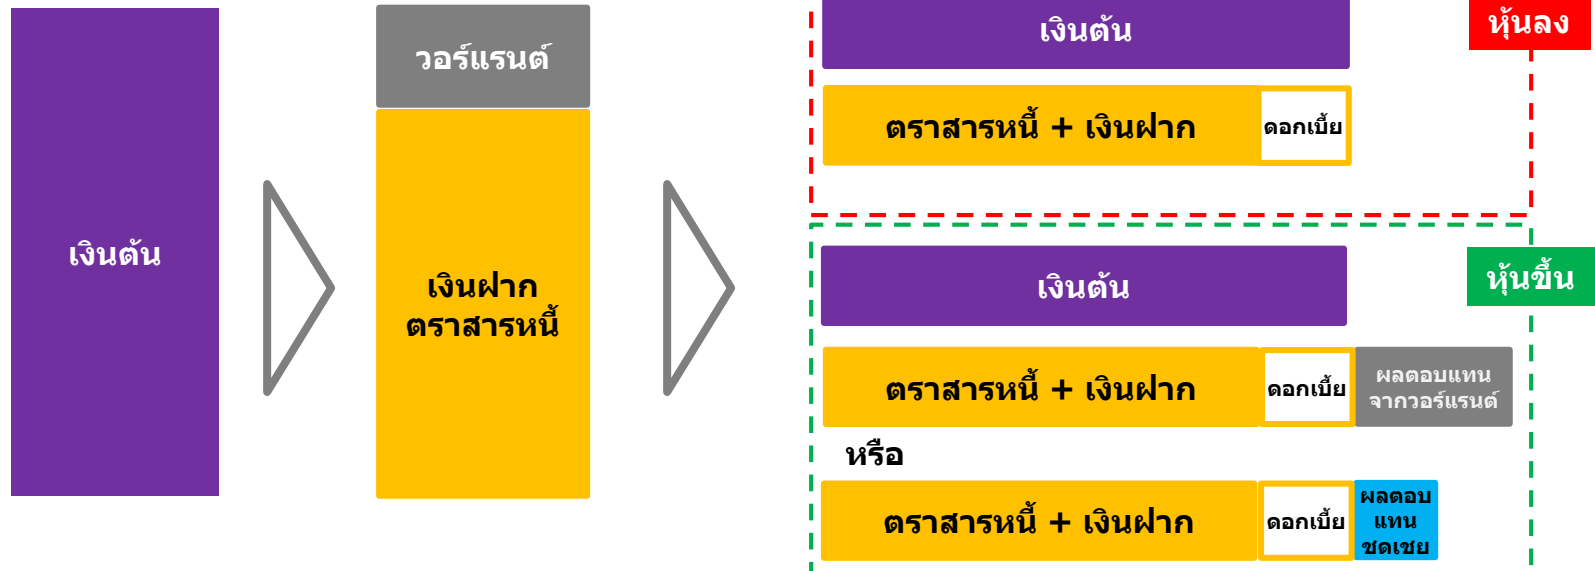 เงินต้น
วอร์แรนต์
เงินฝาก
ตราสารหนี้
หุ้นลง
เงินต้น
ตราสารหนี้ + เงินฝาก
ดอกเบี้ย
หุ้นขึ้น
เงินต้น
ตราสารหนี้ + เงินฝาก
ดอกเบี้ย
ผลตอบแทน
จากวอร์แรนต์
หรือ
ตราสารหนี้ + เงินฝาก
ดอกเบี้ย
ผลตอบ
แทน
ชดเชย